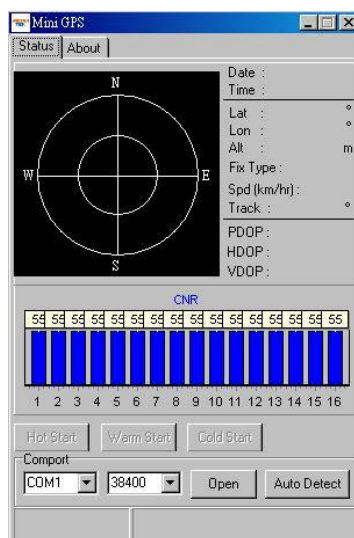 Mini GPS
Status About
N
W E
S
Date :
Time :
Lat : °
Lon : °
Alt : m
Fix Type :
Spd (km/hr) :
Track : °
PDOP :
HDOP :
VDOP :
CNR
55 55 55 55 55 55 55 55 55 55 55 55 55 55 55 55
1 2 3 4 5 6 7 8 9 10 11 12 13 14 15 16
Hot Start Warm Start Cold Start
Comport
COM1 38400 Open Auto Detect